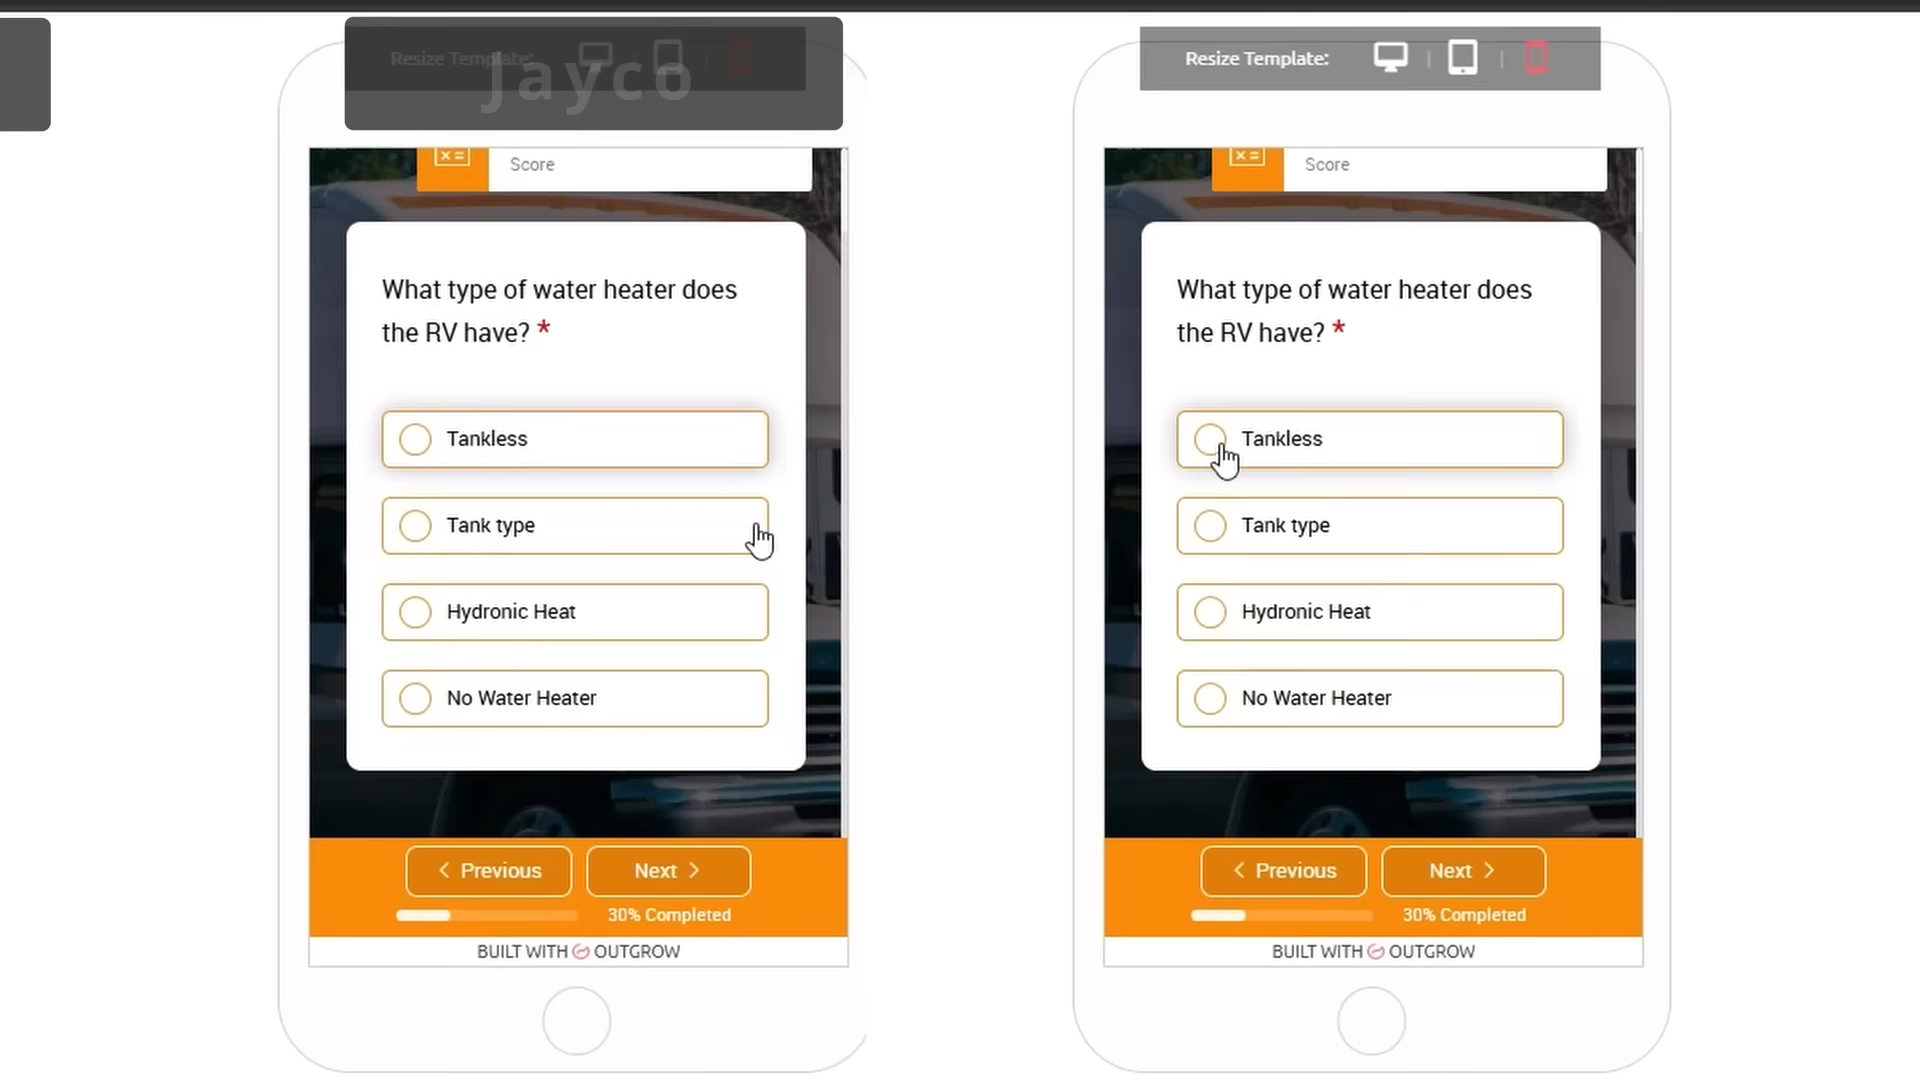 Resize Template:
Jayco
Score
What type of water heater does
the RV have? *
Tankless
Tank type
Hydronic Heat
No Water Heater
< Previous
Next >
30% Completed
BUILT WITH OUTGROW
Resize Template:
Score
What type of water heater does
the RV have? *
Tankless
Tank type
Hydronic Heat
No Water Heater
< Previous
Next >
30% Completed
BUILT WITH OUTGROW